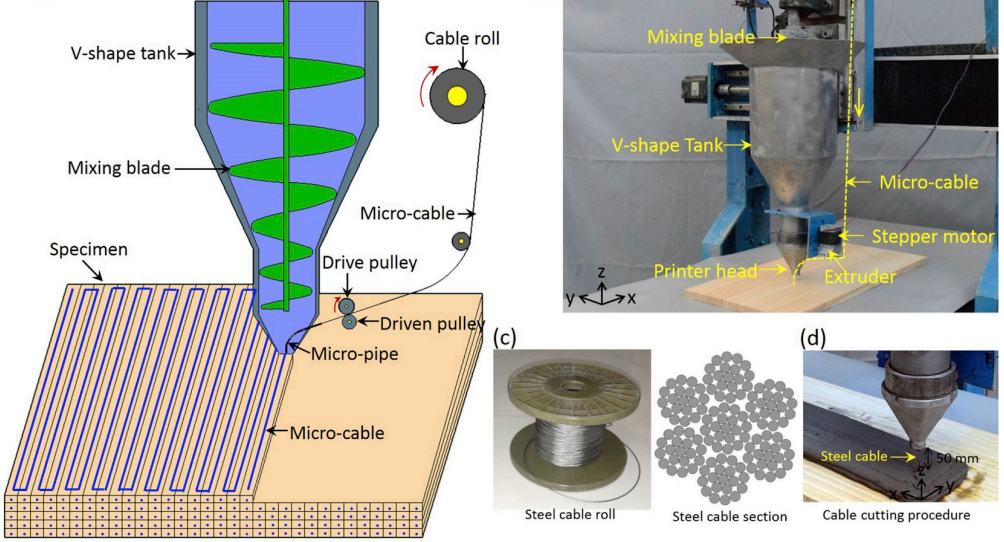 V-shape tank
Cable roll
Mixing blade
Micro-cable
Specimen
Drive pulley
Driven pulley
Micro-pipe
Micro-cable
Mixing blade
V-shape Tank
Micro-cable
Stepper motor
Extruder
Printer head
z
y
x
(c)
(d)
Steel cable
50 mm
z
x
y
Steel cable roll
Steel cable section
Cable cutting procedure